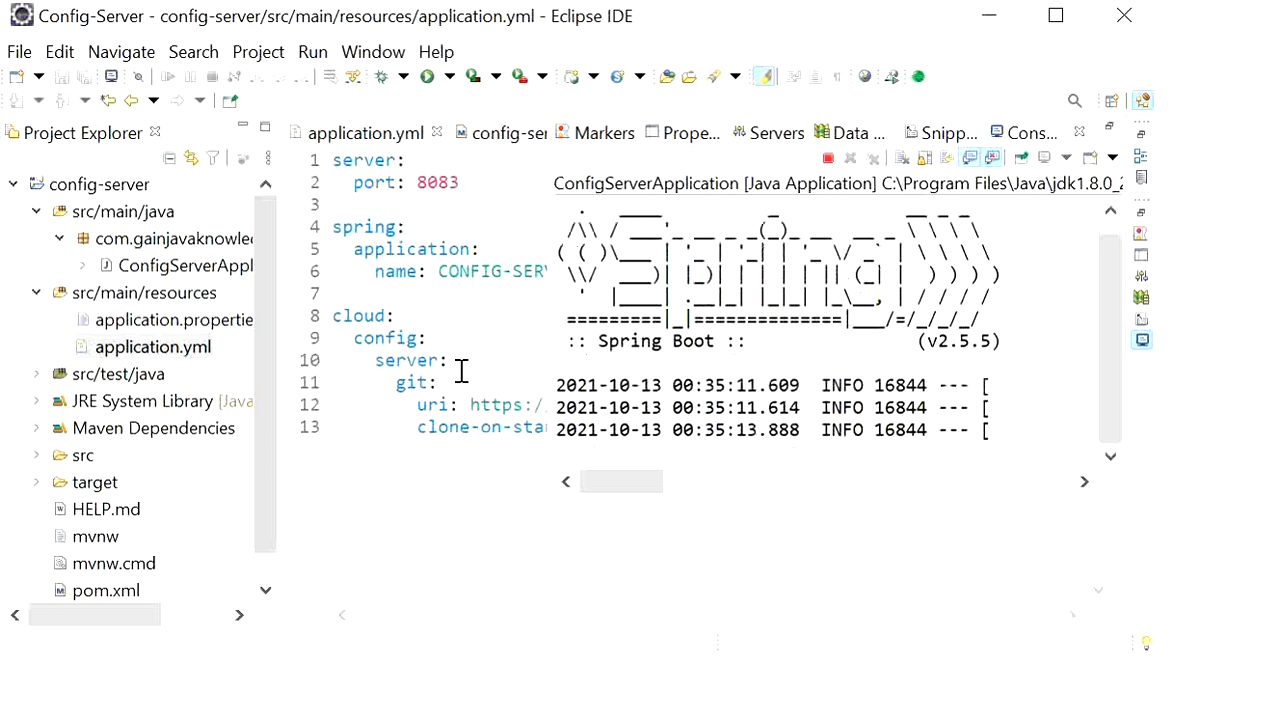 Config-Server - config-server/src/main/resources/application.yml - Eclipse IDE
File Edit Navigate Search Project Run Window Help
Project Explorer
config-server
src/main/java
com.gainjavaknowle
ConfigServerAppl
src/main/resources
application.propertie
application.yml
src/test/java
JRE System Library [Java
Maven Dependencies
src
target
HELP.md
mvnw
mvnw.cmd
pom.xml
application.yml config-ser
1 server:
2 port: 8083
3
4 spring:
5 application:
6 name: CONFIG-SERV
7
8 cloud:
9 config:
10 server:
11 git:
12 uri: https:/
13 clone-on-sta
Markers Prope... Servers Data ... Snipp... Cons...
ConfigServerApplication [Java Application] C:\Program Files\Java\jdk1.8.0_2
Spring
:: Spring Boot :: (v2.5.5)
2021-10-13 00:35:11.609 INFO 16844 --- [
2021-10-13 00:35:11.614 INFO 16844 --- [
2021-10-13 00:35:13.888 INFO 16844 --- [